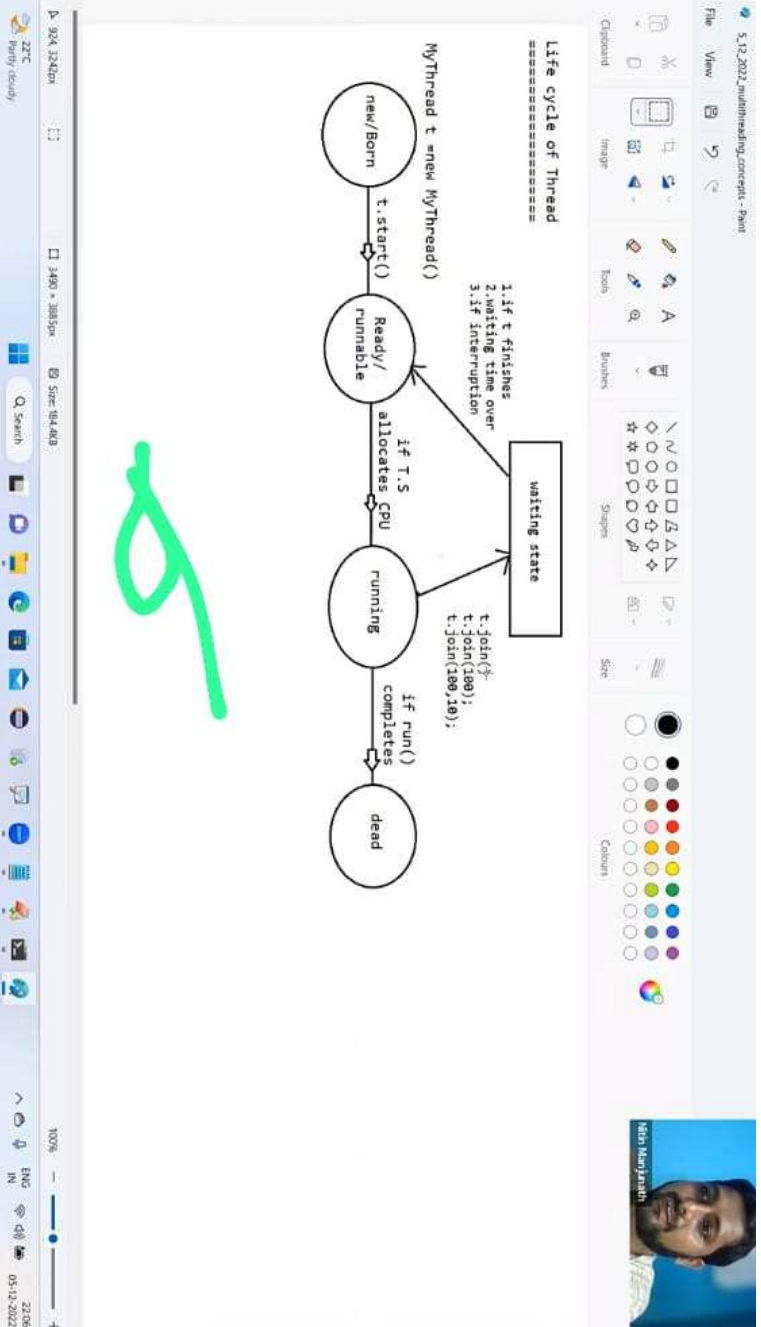 5_12_2022_multithreading_concepts - Paint
File View
Clipboard
Image
Tools
Brushes
Shapes
Size
Colours
Nitin Manjunath
Life cycle of Thread
====================
MyThread t =new MyThread()
new/Born
t.start()
Ready/
runnable
if T.S
allocates CPU
running
if run()
completes
dead
waiting state
1.if t finishes
2.waiting time over
3.if interruption
t.join();
t.join(100);
t.join(100,10);
924, 3242px
3490 × 3885px
Size: 184.4KB
100%
22°C
Partly cloudy
Search
ENG
IN
22:06
05-12-2022